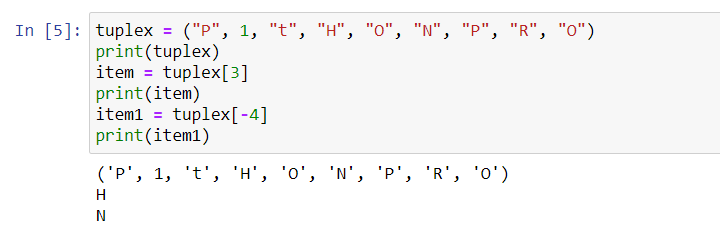 In [5]: tuplex = ("P", 1, "t", "H", "O", "N", "P", "R", "O")
print(tuplex)
item = tuplex[3]
print(item)
item1 = tuplex[-4]
print(item1)
('P', 1, 't', 'H', 'O', 'N', 'P', 'R', 'O')
H
N